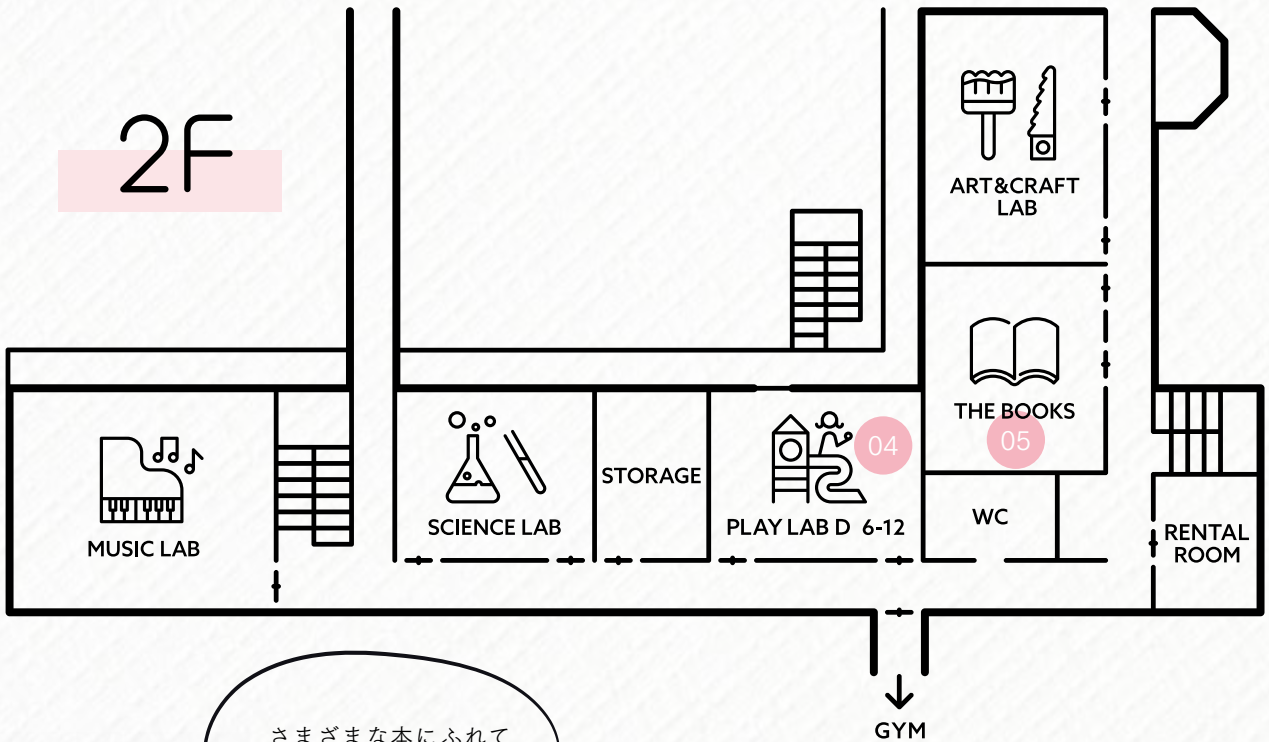 2F
ART&CRAFT
LAB
THE BOOKS
05
04
STORAGE
SCIENCE LAB
PLAY LAB D 6-12
MUSIC LAB
WC
RENTAL
ROOM
GYM
さまざまな本にふれて